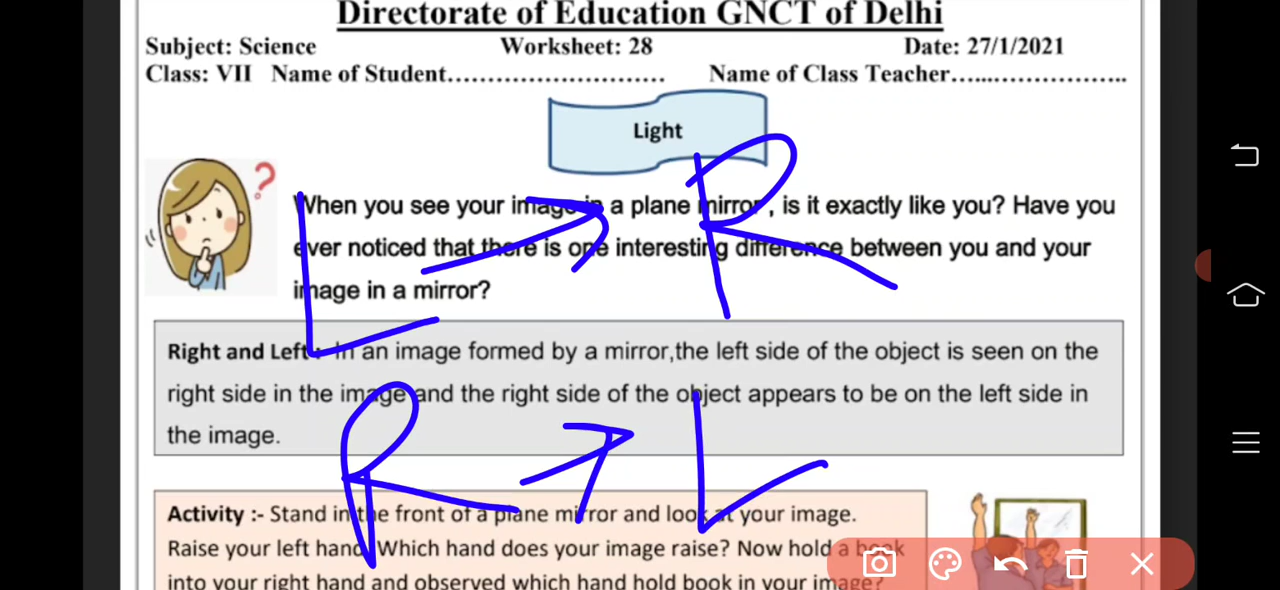 Directorate of Education GNCT of Delhi
Subject: Science Worksheet: 28 Date: 27/1/2021
Class: VII Name of Student............................ Name of Class Teacher........................
Light
?
When you see your image in a plane mirror , is it exactly like you? Have you
ever noticed that there is one interesting difference between you and your
image in a mirror?
L → R
Right and Left : In an image formed by a mirror,the left side of the object is seen on the
right side in the image and the right side of the object appears to be on the left side in
the image.
R → L
Activity :- Stand in the front of a plane mirror and look at your image.
Raise your left hand. Which hand does your image raise? Now hold a book
into your right hand and observed which hand hold book in your image?